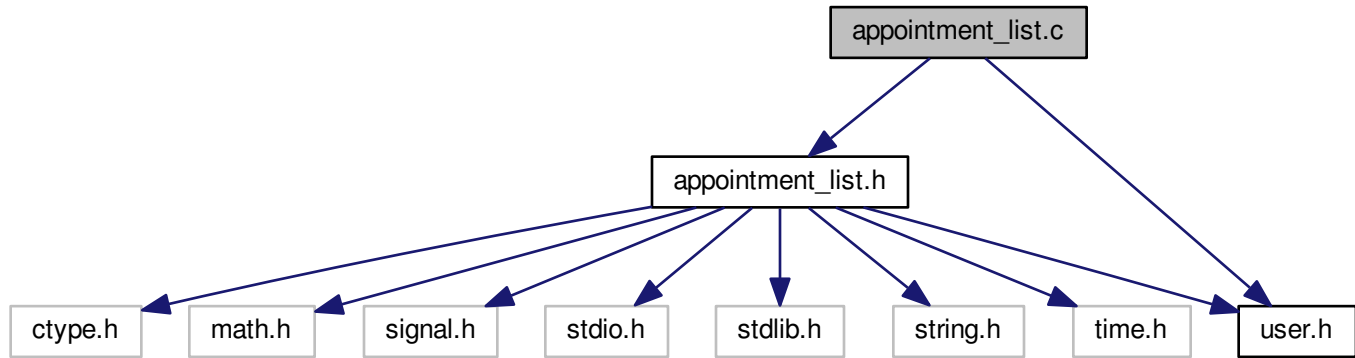 appointment_list.c
appointment_list.h
ctype.h
math.h
signal.h
stdio.h
stdlib.h
string.h
time.h
user.h